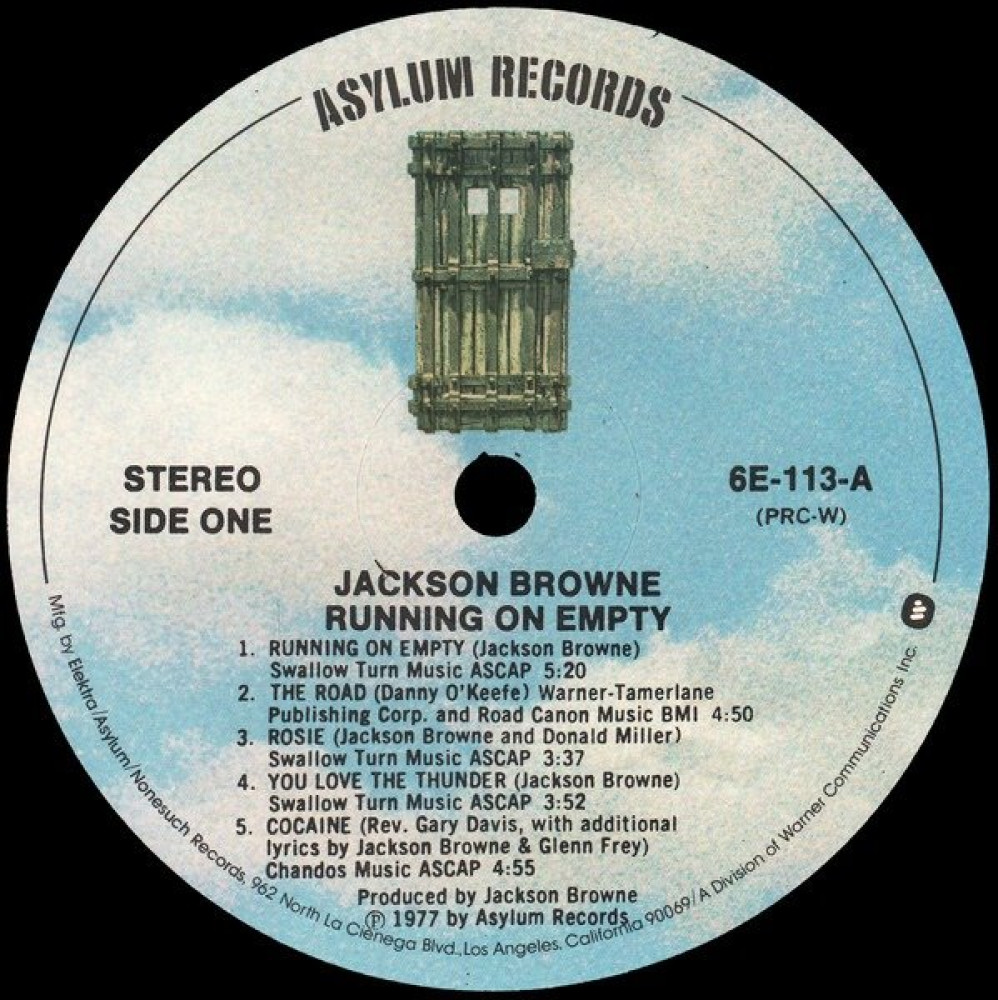 ASYLUM RECORDS
STEREO
SIDE ONE
6E-113-A
(PRC-W)
JACKSON BROWNE
RUNNING ON EMPTY
1. RUNNING ON EMPTY (Jackson Browne)
Swallow Turn Music ASCAP 5:20
2. THE ROAD (Danny O'Keefe) Warner-Tamerlane
Publishing Corp. and Road Canon Music BMI 4:50
3. ROSIE (Jackson Browne and Donald Miller)
Swallow Turn Music ASCAP 3:37
4. YOU LOVE THE THUNDER (Jackson Browne)
Swallow Turn Music ASCAP 3:52
5. COCAINE (Rev. Gary Davis, with additional
lyrics by Jackson Browne & Glenn Frey)
Chandos Music ASCAP 4:55
Produced by Jackson Browne
℗ 1977 by Asylum Records
Mfg. by Elektra/Asylum/Nonesuch Records, 962 North La Cienega Blvd., Los Angeles, California 90069/A Division of Warner Communications Inc.